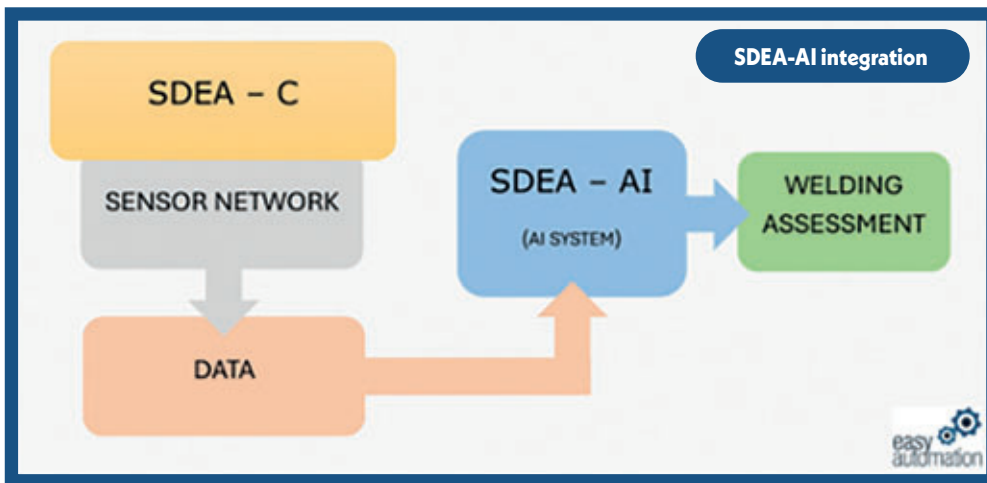 SDEA-AI integration
SDEA – C
SENSOR NETWORK
DATA
SDEA – AI
(AI SYSTEM)
WELDING
ASSESSMENT
easy
automation